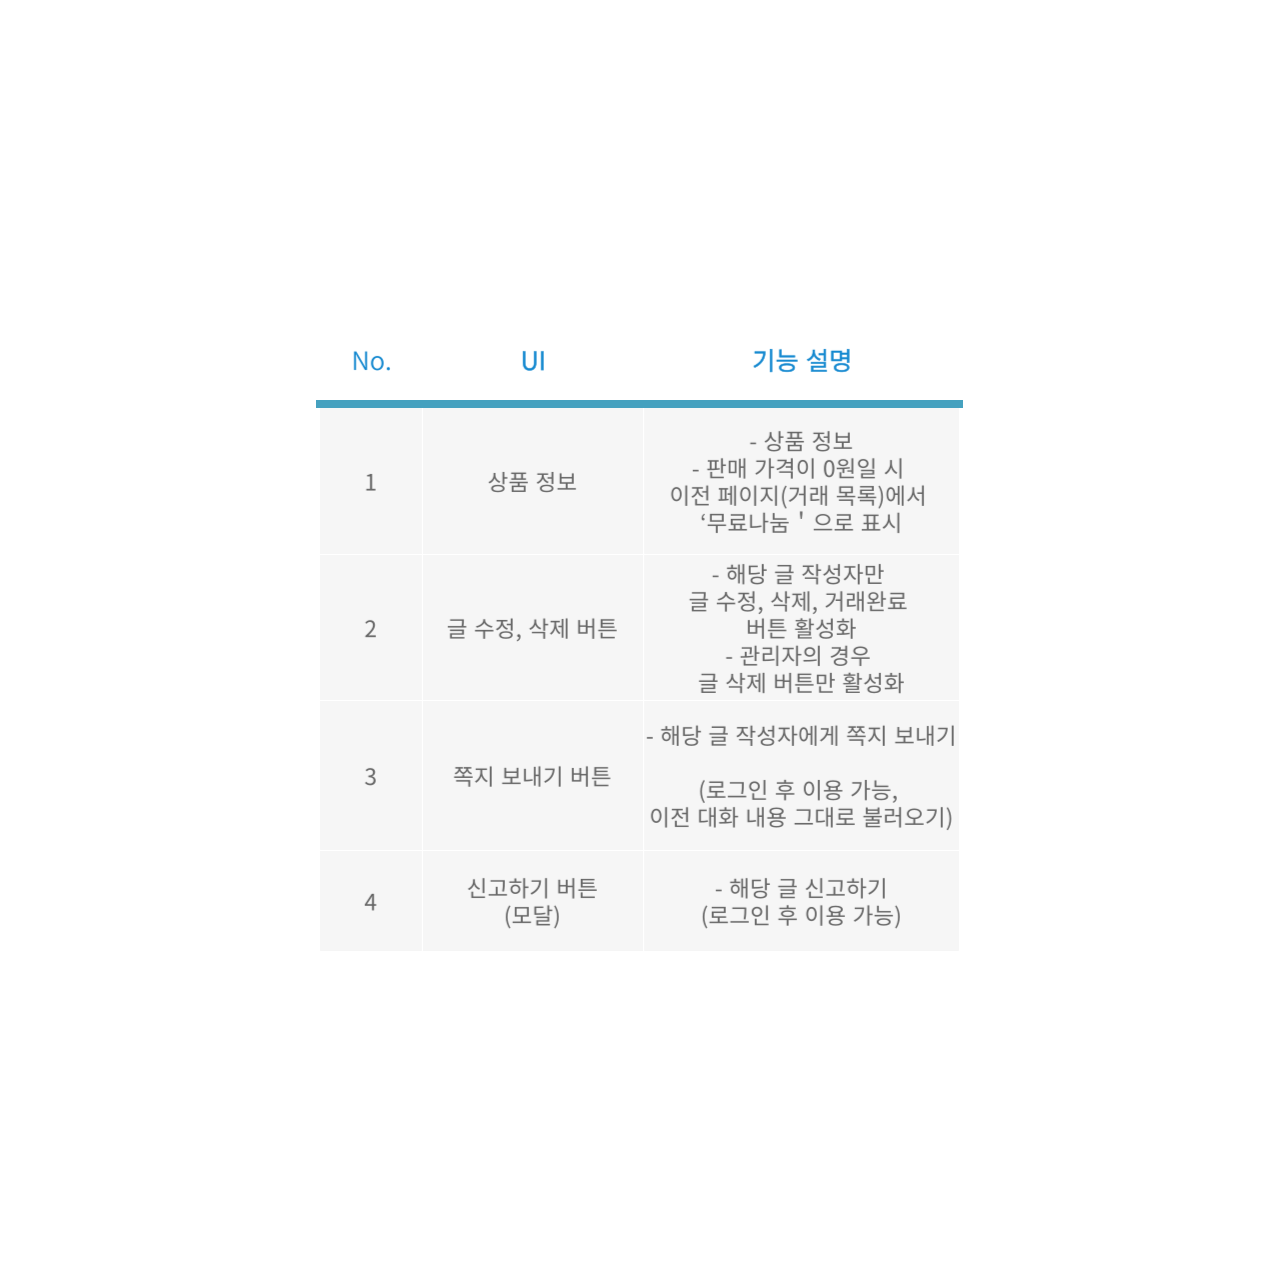 No.
UI
기능 설명
1
상품 정보
- 상품 정보
- 판매 가격이 0원일 시
이전 페이지(거래 목록)에서
‘무료나눔 ' 으로 표시
2
글 수정, 삭제 버튼
- 해당 글 작성자만
글 수정, 삭제, 거래완료
버튼 활성화
- 관리자의 경우
글 삭제 버튼만 활성화
3
쪽지 보내기 버튼
- 해당 글 작성자에게 쪽지 보내기
(로그인 후 이용 가능,
이전 대화 내용 그대로 불러오기)
4
신고하기 버튼
(모달)
- 해당 글 신고하기
(로그인 후 이용 가능)